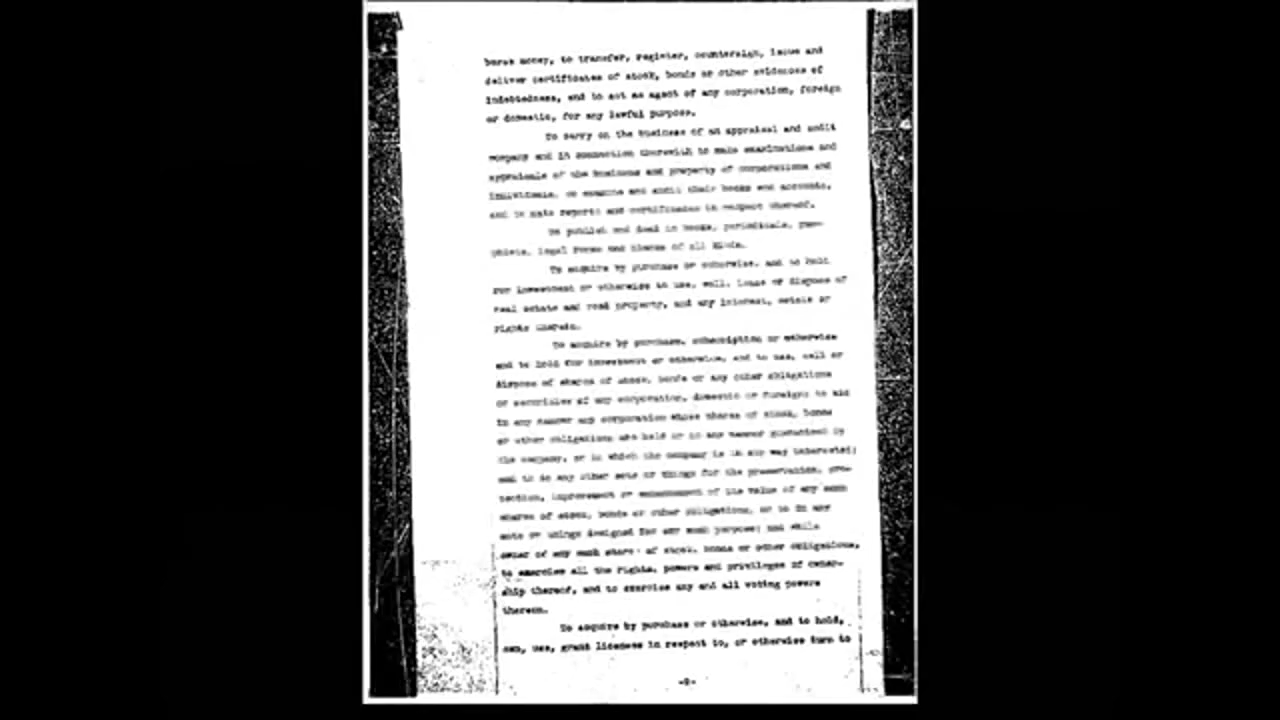 burse money, to transfer, register, countersign, issue and
deliver certificates of stock, bonds or other evidences of
indebtedness, and to act as agent of any corporation, foreign
or domestic, for any lawful purpose.
To carry on the business of an appraisal and audit
company and in connection therewith to make examinations and
appraisals of the business and property of corporations and
individuals, to examine and audit their books and accounts,
and to make reports and certificates in respect thereof.
To publish and deal in books, periodicals, pam-
phlets, legal forms and blanks of all kinds.
To acquire by purchase or otherwise, and to hold
for investment or otherwise to use, sell, lease or dispose of
real estate and real property, and any interest, estate or
rights therein.
To acquire by purchase, subscription or otherwise
and to hold for investment or otherwise, and to use, sell or
dispose of shares of stock, bonds or any other obligations
or securities of any corporation, domestic or foreign; to aid
in any manner any corporation whose shares of stock, bonds
or other obligations are held or in any manner guaranteed by
the company, or in which the company is in any way interested;
and to do any other acts or things for the preservation, pro-
tection, improvement or enhancement of the value of any such
shares of stock, bonds or other obligations, or to do any
acts or things designed for any such purpose; and while
owner of any such shares of stock, bonds or other obligations,
to exercise all the rights, powers and privileges of owner-
ship thereof, and to exercise any and all voting powers
thereon.
To acquire by purchase or otherwise, and to hold,
own, use, grant licenses in respect to, or otherwise turn to